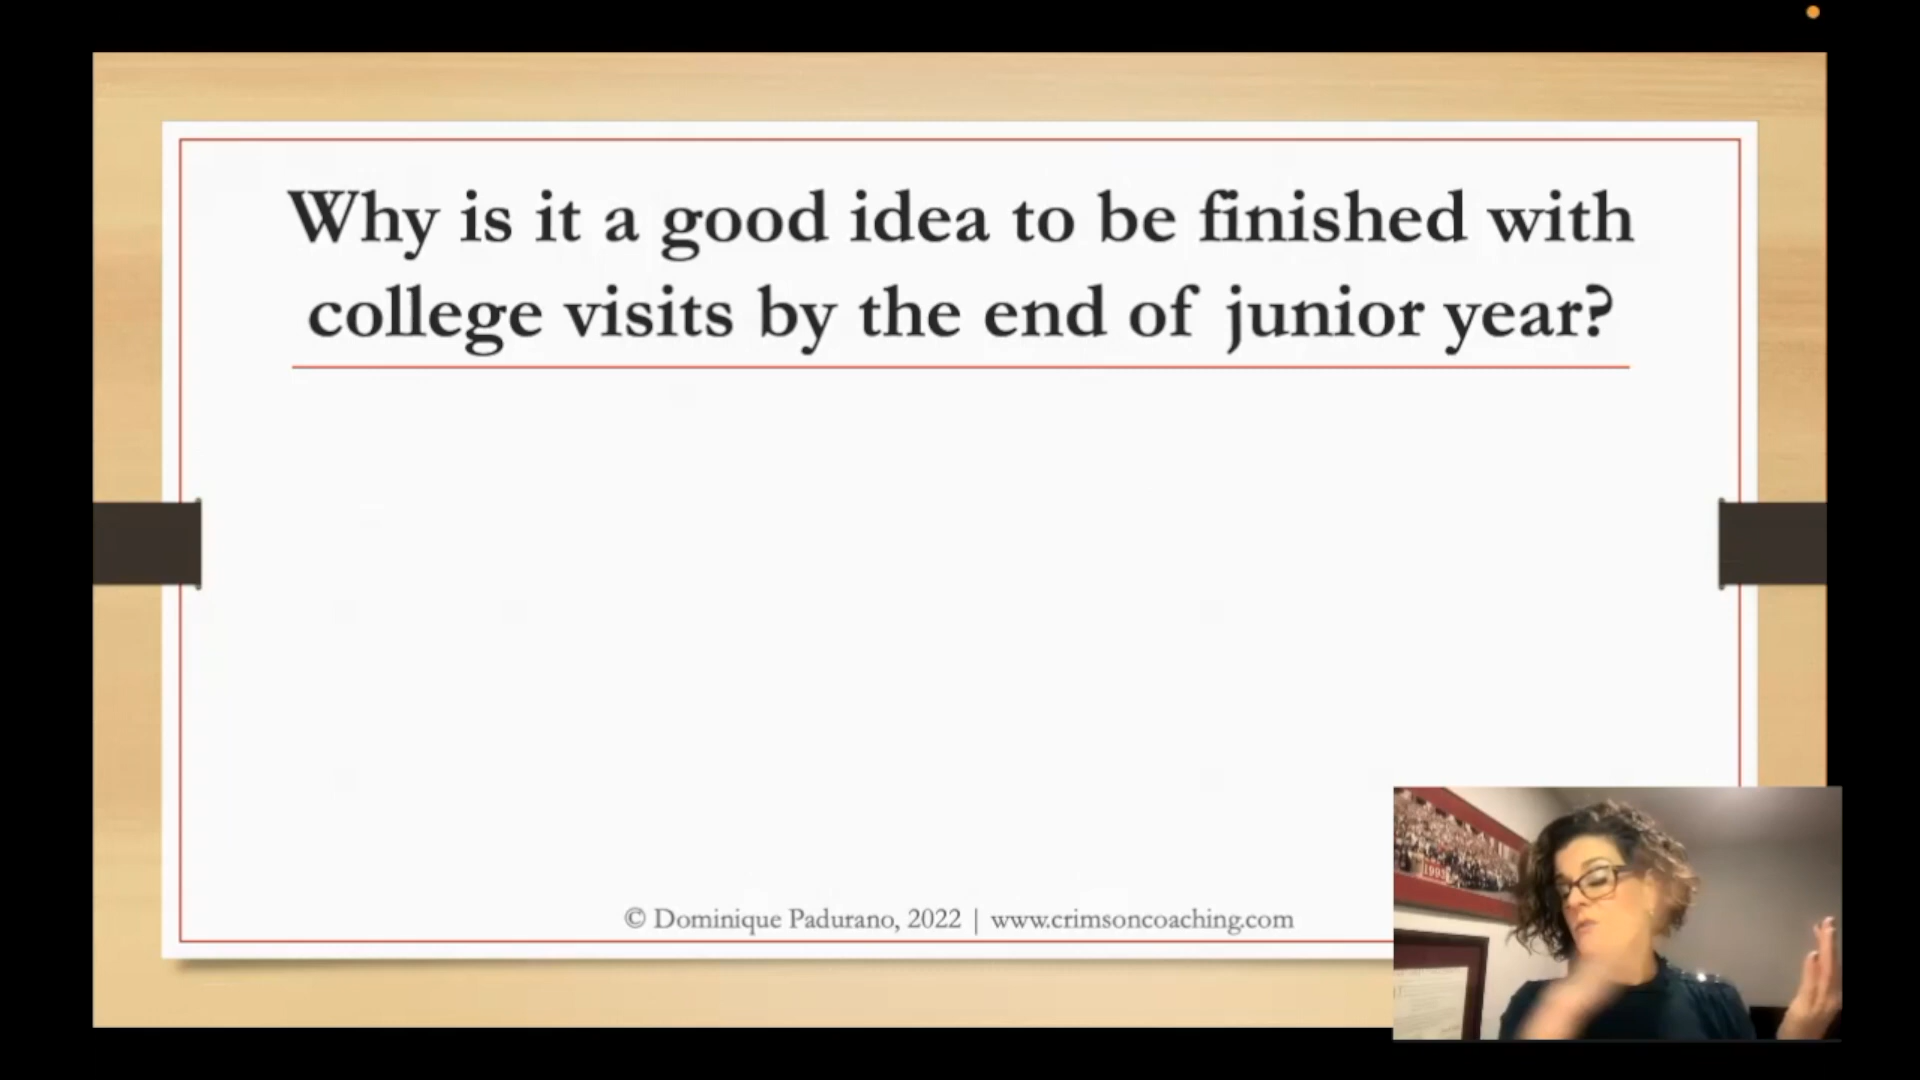 Why is it a good idea to be finished with
college visits by the end of junior year?
© Dominique Padurano, 2022 | www.crimsoncoaching.com
1993